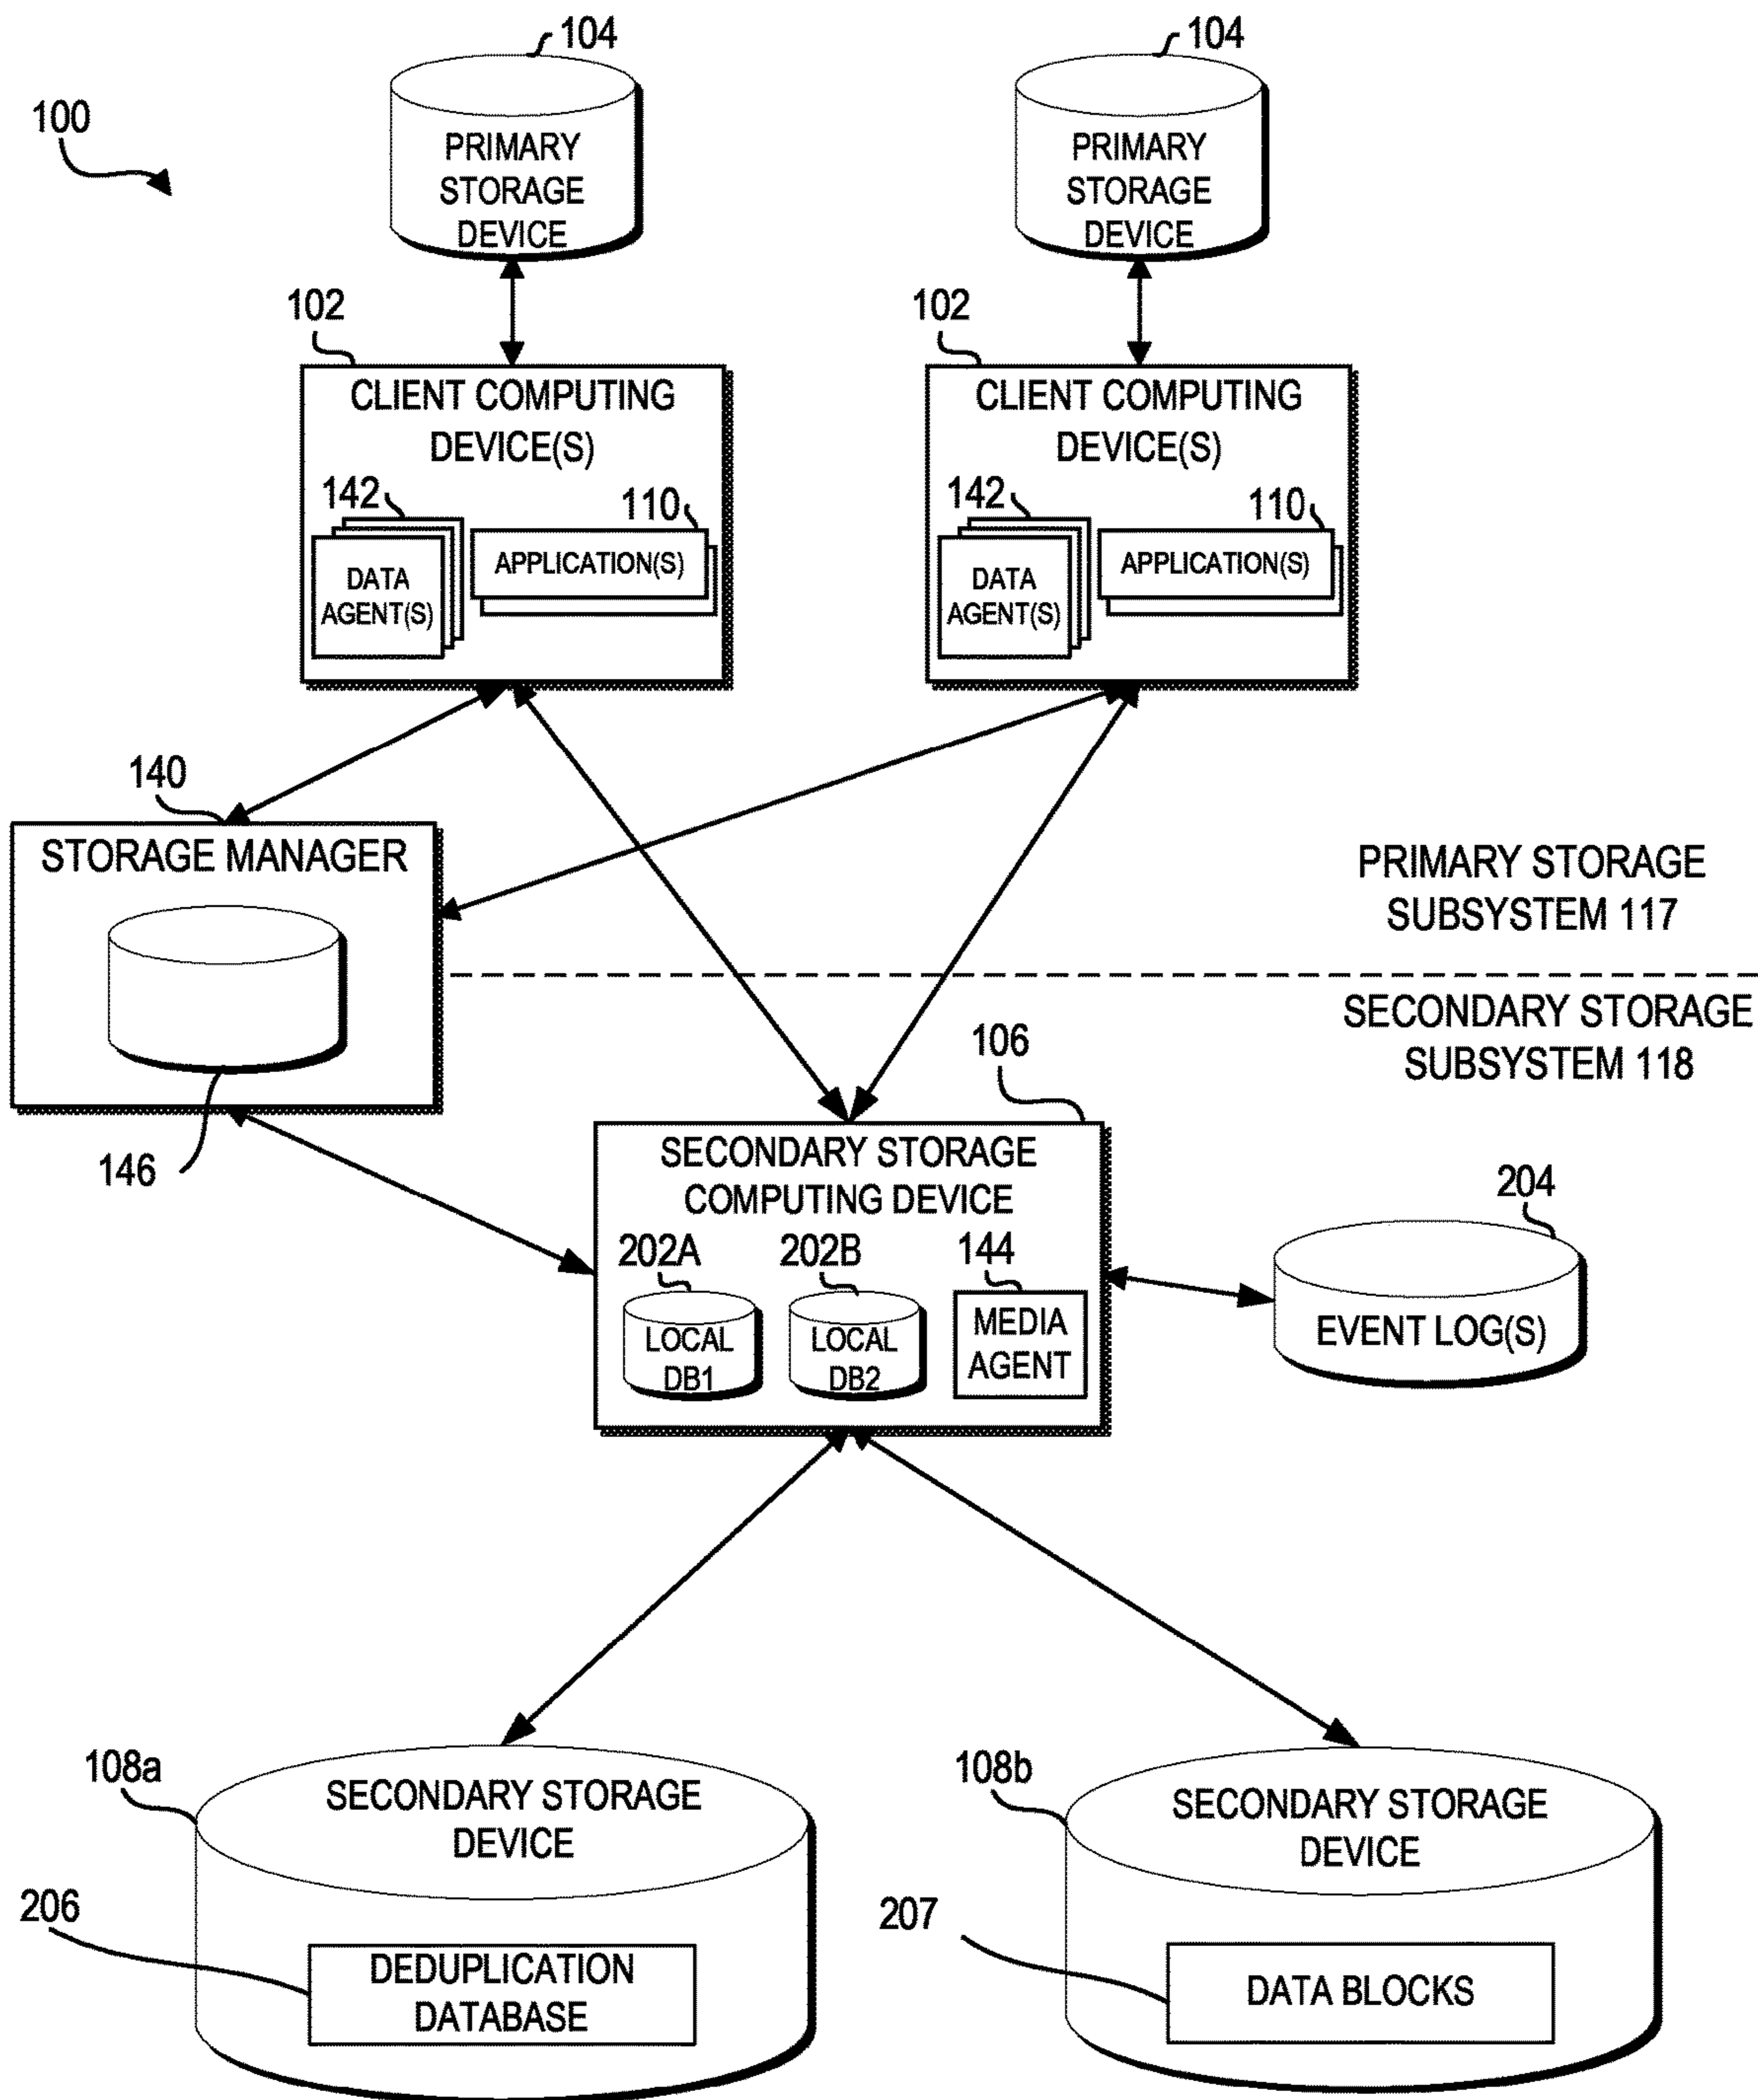 104
104
100
PRIMARY
STORAGE
DEVICE
PRIMARY
STORAGE
DEVICE
102
102
CLIENT COMPUTING
DEVICE(S)
142
110
DATA
AGENT(S)
APPLICATION(S)
CLIENT COMPUTING
DEVICE(S)
142
110
DATA
AGENT(S)
APPLICATION(S)
140
STORAGE MANAGER
146
PRIMARY STORAGE
SUBSYSTEM 117
SECONDARY STORAGE
SUBSYSTEM 118
106
SECONDARY STORAGE
COMPUTING DEVICE
202A
202B
144
LOCAL
DB1
LOCAL
DB2
MEDIA
AGENT
204
EVENT LOG(S)
108a
SECONDARY STORAGE
DEVICE
206
DEDUPLICATION
DATABASE
108b
SECONDARY STORAGE
DEVICE
207
DATA BLOCKS